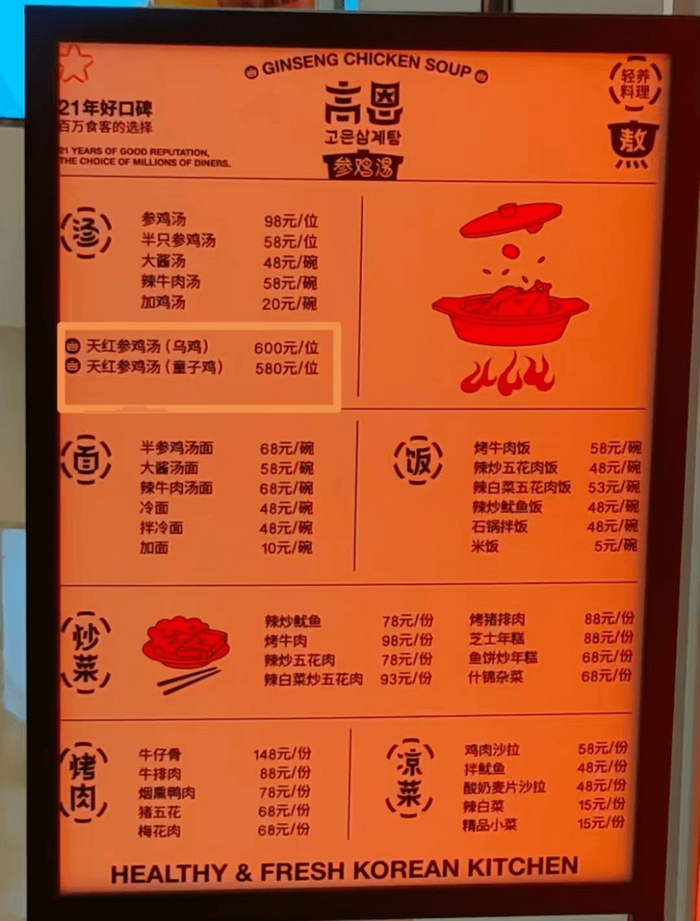 GINSENG CHICKEN SOUP
高恩
고은삼계탕
参鸡汤
21年好口碑
百万食客的选择
21 YEARS OF GOOD REPUTATION,
THE CHOICE OF MILLIONS OF DINERS.
轻养
料理
熬
汤
参鸡汤 98元/位
半只参鸡汤 58元/位
大酱汤 48元/碗
辣牛肉汤 58元/碗
加鸡汤 20元/碗
天红参鸡汤(乌鸡) 600元/位
天红参鸡汤(童子鸡) 580元/位
面
半参鸡汤面 68元/碗
大酱汤面 58元/碗
辣牛肉汤面 68元/碗
冷面 48元/碗
拌冷面 48元/碗
加面 10元/碗
饭
烤牛肉饭 58元/碗
辣炒五花肉饭 48元/碗
辣白菜五花肉饭 53元/碗
辣炒鱿鱼饭 48元/碗
石锅拌饭 48元/碗
米饭 5元/碗
炒菜
辣炒鱿鱼 78元/份
烤牛肉 98元/份
辣炒五花肉 78元/份
辣白菜炒五花肉 93元/份
烤猪排肉 88元/份
芝士年糕 88元/份
鱼饼炒年糕 68元/份
什锦杂菜 68元/份
烤肉
牛仔骨 148元/份
牛排肉 88元/份
烟熏鸭肉 78元/份
猪五花 68元/份
梅花肉 68元/份
凉菜
鸡肉沙拉 58元/份
拌鱿鱼 48元/份
酸奶麦片沙拉 48元/份
辣白菜 15元/份
精品小菜 15元/份
HEALTHY & FRESH KOREAN KITCHEN